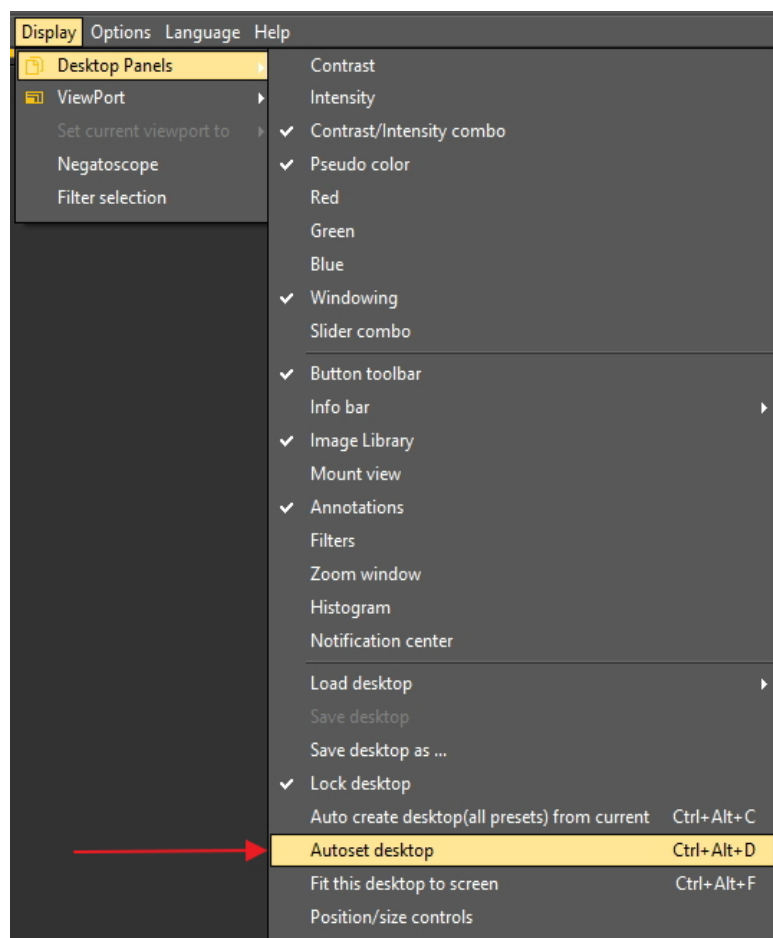 Display Options Language Help
Desktop Panels
ViewPort
Set current viewport to
Negatoscope
Filter selection
Contrast
Intensity
Contrast/Intensity combo
Pseudo color
Red
Green
Blue
Windowing
Slider combo
Button toolbar
Info bar
Image Library
Mount view
Annotations
Filters
Zoom window
Histogram
Notification center
Load desktop
Save desktop
Save desktop as ...
Lock desktop
Auto create desktop(all presets) from current Ctrl+Alt+C
Autoset desktop Ctrl+Alt+D
Fit this desktop to screen Ctrl+Alt+F
Position/size controls